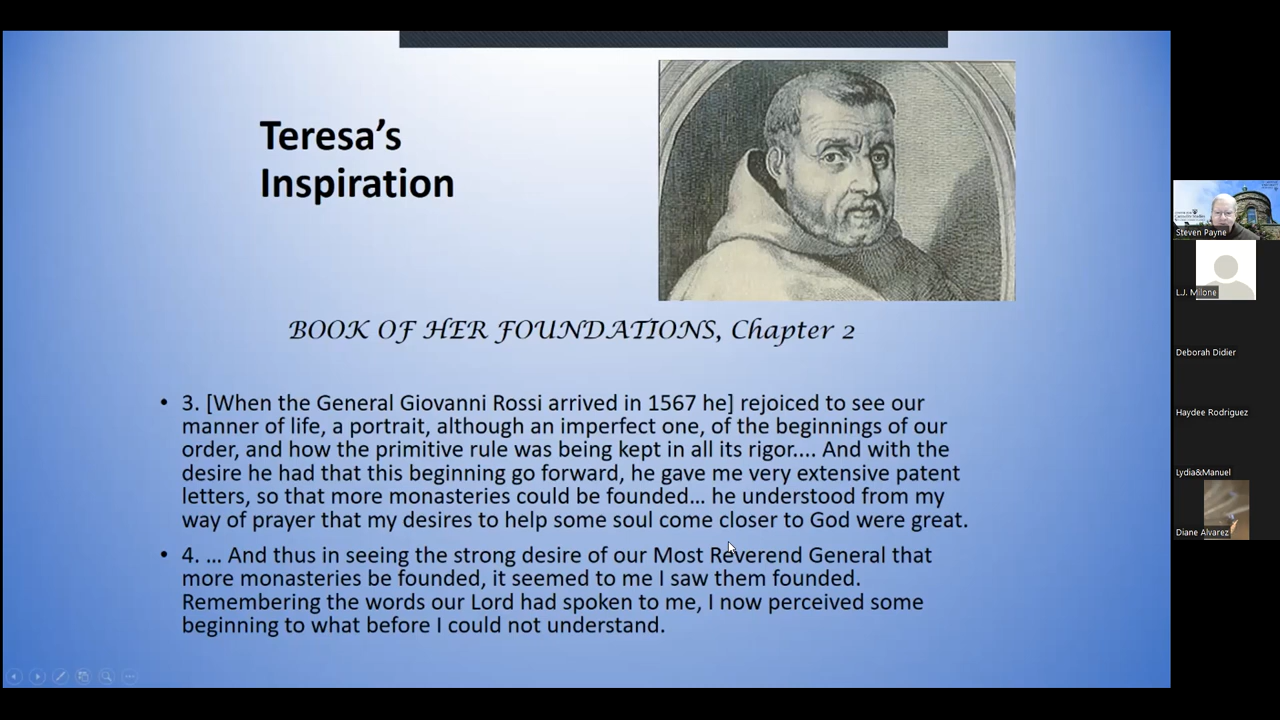 Teresa’s
Inspiration
BOOK OF HER FOUNDATIONS, Chapter 2
• 3. [When the General Giovanni Rossi arrived in 1567 he] rejoiced to see our
manner of life, a portrait, although an imperfect one, of the beginnings of our
order, and how the primitive rule was being kept in all its rigor.... And with the
desire he had that this beginning go forward, he gave me very extensive patent
letters, so that more monasteries could be founded... he understood from my
way of prayer that my desires to help some soul come closer to God were great.
• 4. ... And thus in seeing the strong desire of our Most Reverend General that
more monasteries be founded, it seemed to me I saw them founded.
Remembering the words our Lord had spoken to me, I now perceived some
beginning to what before I could not understand.
Steven Payne
L.J. Milone
Deborah Didier
Haydee Rodriguez
Lydia&Manuel
Diane Alvarez